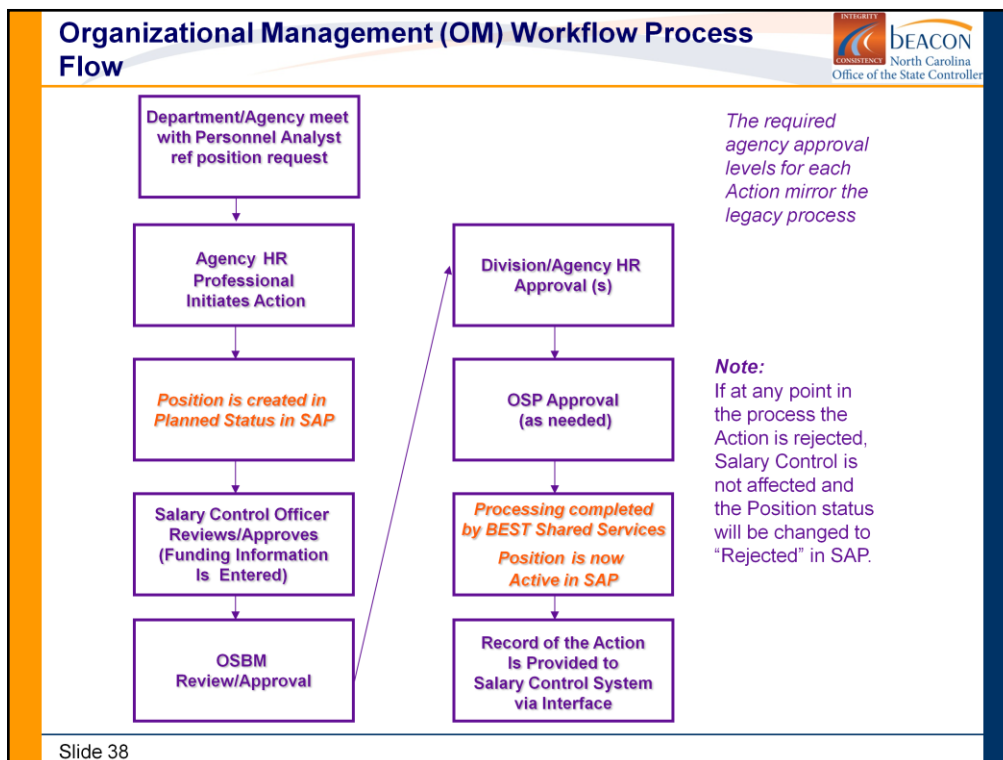 Organizational Management (OM) Workflow Process
Flow
INTEGRITY
CONSISTENCY
bEACON
North Carolina
Office of the State Controller
Department/Agency meet
with Personnel Analyst
ref position request
Agency HR
Professional
Initiates Action
Position is created in
Planned Status in SAP
Salary Control Officer
Reviews/Approves
(Funding Information
Is Entered)
OSBM
Review/Approval
Division/Agency HR
Approval (s)
OSP Approval
(as needed)
Processing completed
by BEST Shared Services
Position is now
Active in SAP
Record of the Action
Is Provided to
Salary Control System
via Interface
The required
agency approval
levels for each
Action mirror the
legacy process
Note:
If at any point in
the process the
Action is rejected,
Salary Control is
not affected and
the Position status
will be changed to
“Rejected” in SAP.
Slide 38